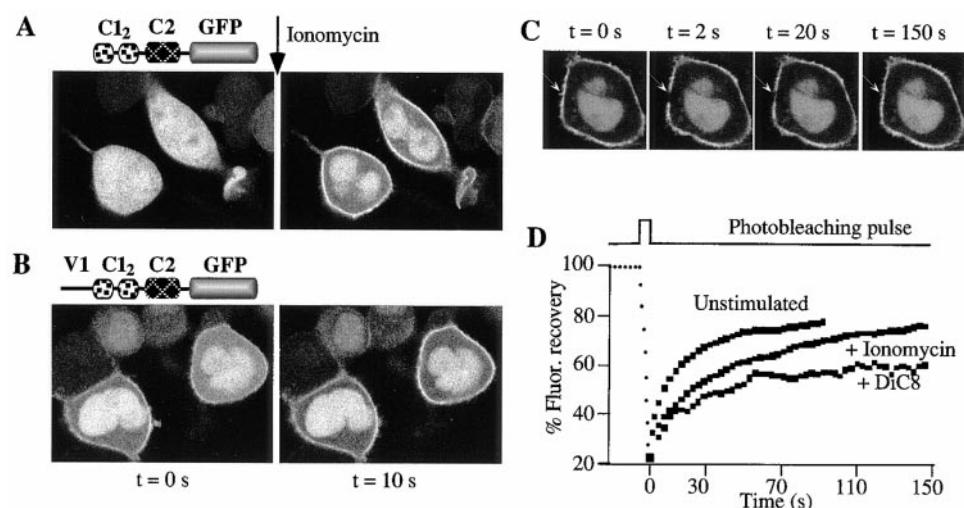 A
C1₂ C2 GFP
Ionomycin
B
V1 C1₂ C2 GFP
t = 0 s
t = 10 s
C
t = 0 s t = 2 s t = 20 s t = 150 s
D
Photobleaching pulse
% Fluor. recovery
100
80
60
40
20
Unstimulated
+ Ionomycin
+ DiC8
0 30 70 110 150
Time (s)